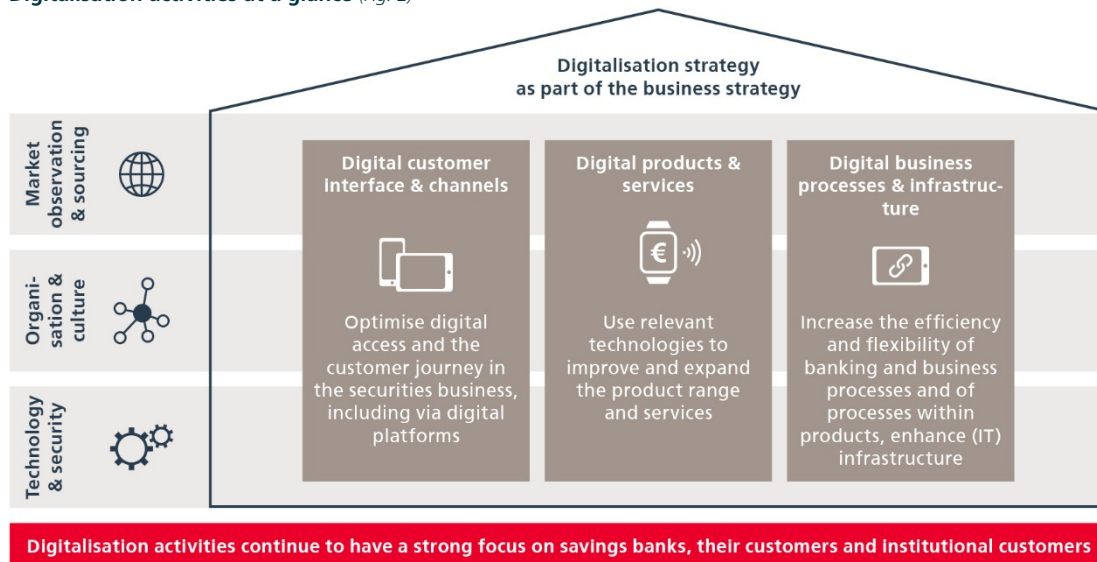 Digitalisation strategy
as part of the business strategy
Market
observation
& sourcing
Organi-
sation &
culture
Technology
& security
Digital customer
interface & channels
Optimise digital
access and the
customer journey in
the securities business,
including via digital
platforms
Digital products &
services
€
Use relevant
technologies to
improve and expand
the product range
and services
Digital business
processes & infrastruc-
ture
Increase the efficiency
and flexibility of
banking and business
processes and of
processes within
products, enhance (IT)
infrastructure
Digitalisation activities continue to have a strong focus on savings banks, their customers and institutional customers